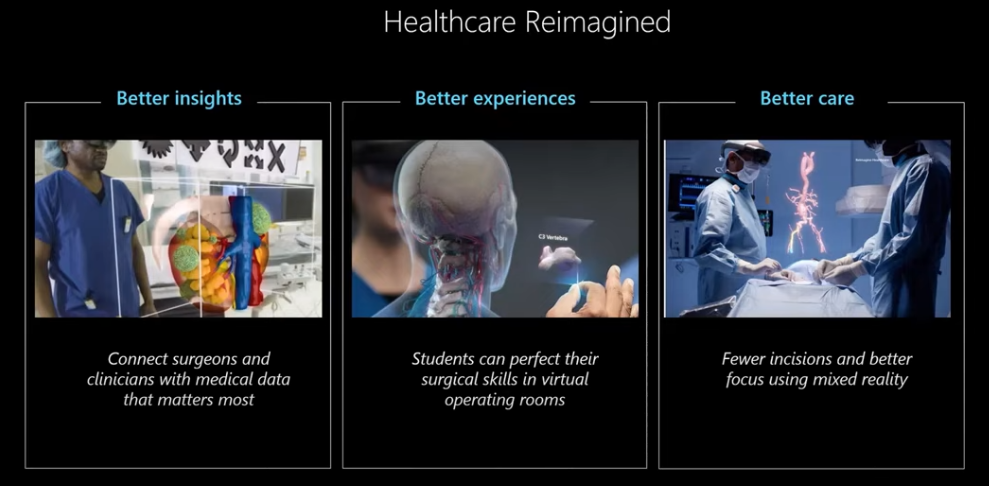 Healthcare Reimagined
Better insights
Connect surgeons and
clinicians with medical data
that matters most
Better experiences
C3 Vertebra
Students can perfect their
surgical skills in virtual
operating rooms
Better care
Fewer incisions and better
focus using mixed reality